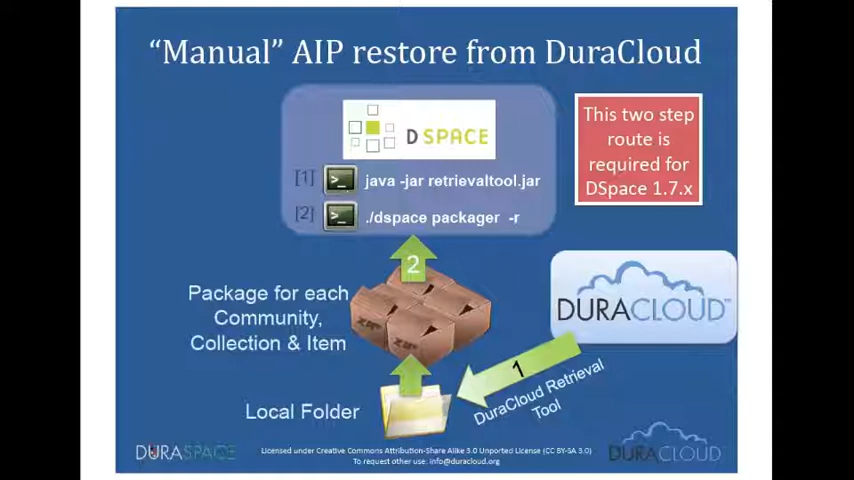 “Manual” AIP restore from DuraCloud
DSPACE
[1] >_ java -jar retrievaltool.jar
[2] >_ ./dspace packager -r
This two step
route is
required for
DSpace 1.7.x
2
Package for each
Community,
Collection & Item
ZIP
ZIP
DURACLOUD™
1
DuraCloud Retrieval
Tool
Local Folder
DURASPACE
Licensed under Creative Commons Attribution-Share Alike 3.0 Unported License (CC BY-SA 3.0)
To request other use: info@duracloud.org
DURACLOUD